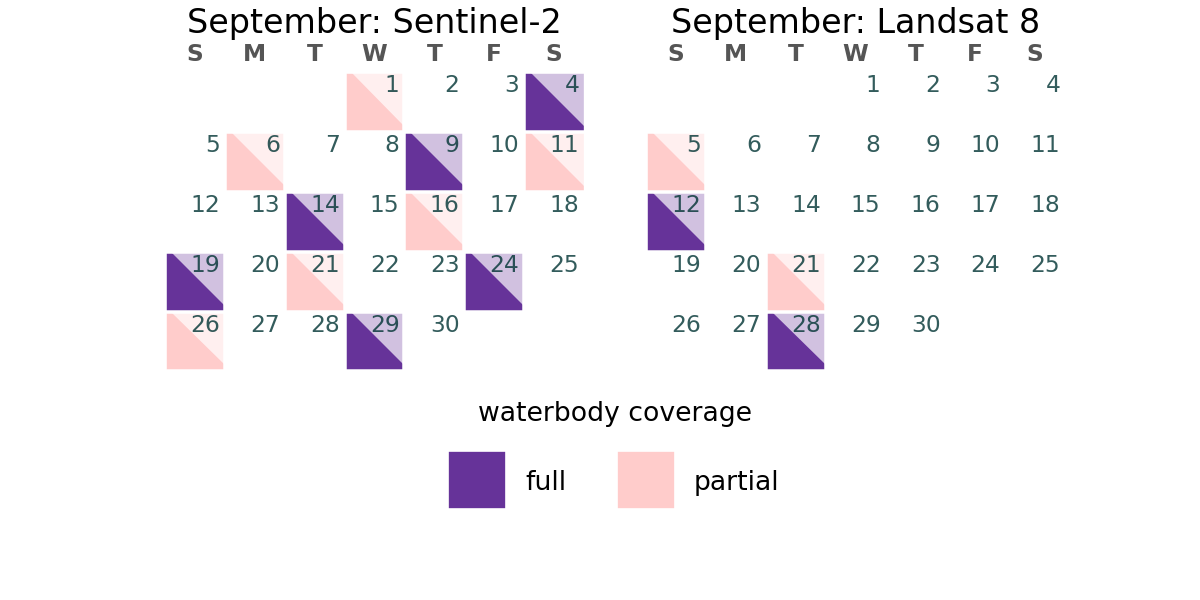 September: Sentinel-2
S M T W T F S
1 2 3 4
5 6 7 8 9 10 11
12 13 14 15 16 17 18
19 20 21 22 23 24 25
26 27 28 29 30
September: Landsat 8
S M T W T F S
1 2 3 4
5 6 7 8 9 10 11
12 13 14 15 16 17 18
19 20 21 22 23 24 25
26 27 28 29 30
waterbody coverage
full partial